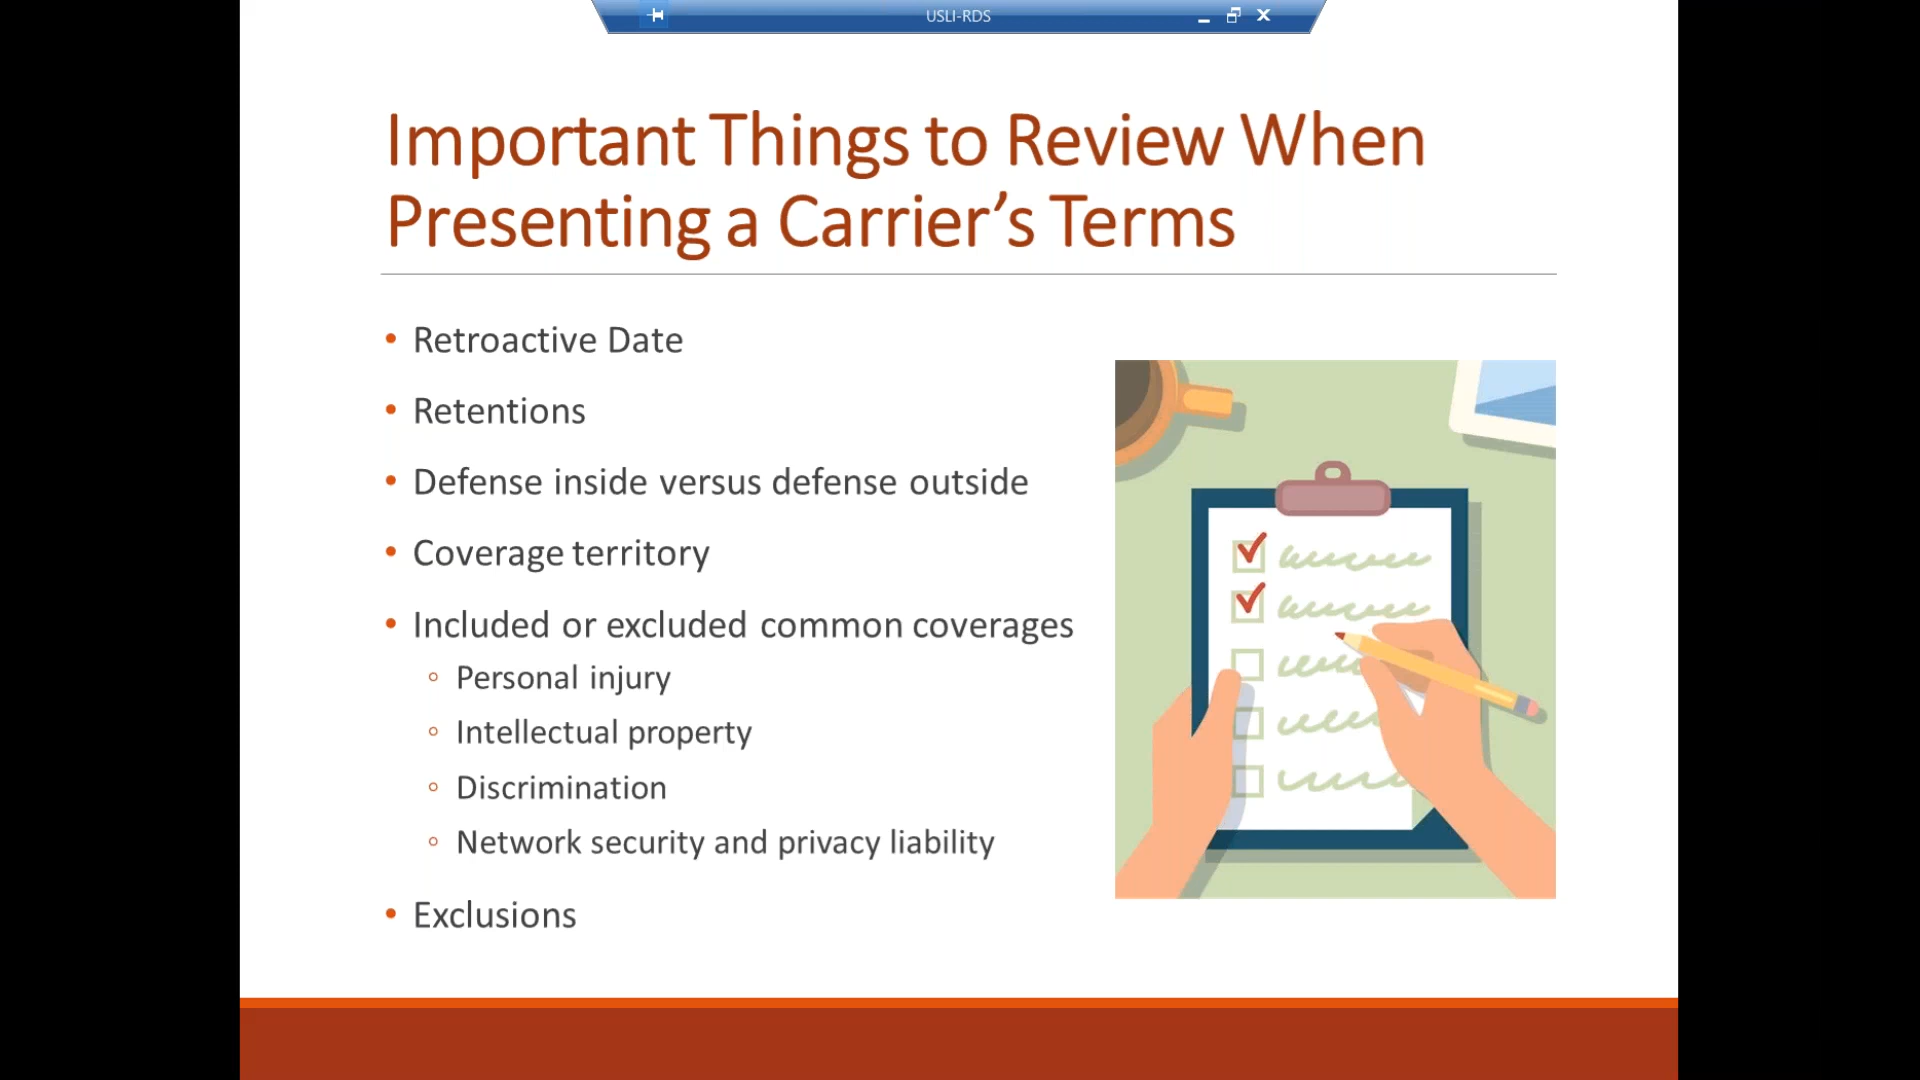 USLI-RDS
Important Things to Review When
Presenting a Carrier’s Terms
• Retroactive Date
• Retentions
• Defense inside versus defense outside
• Coverage territory
• Included or excluded common coverages
◦ Personal injury
◦ Intellectual property
◦ Discrimination
◦ Network security and privacy liability
• Exclusions